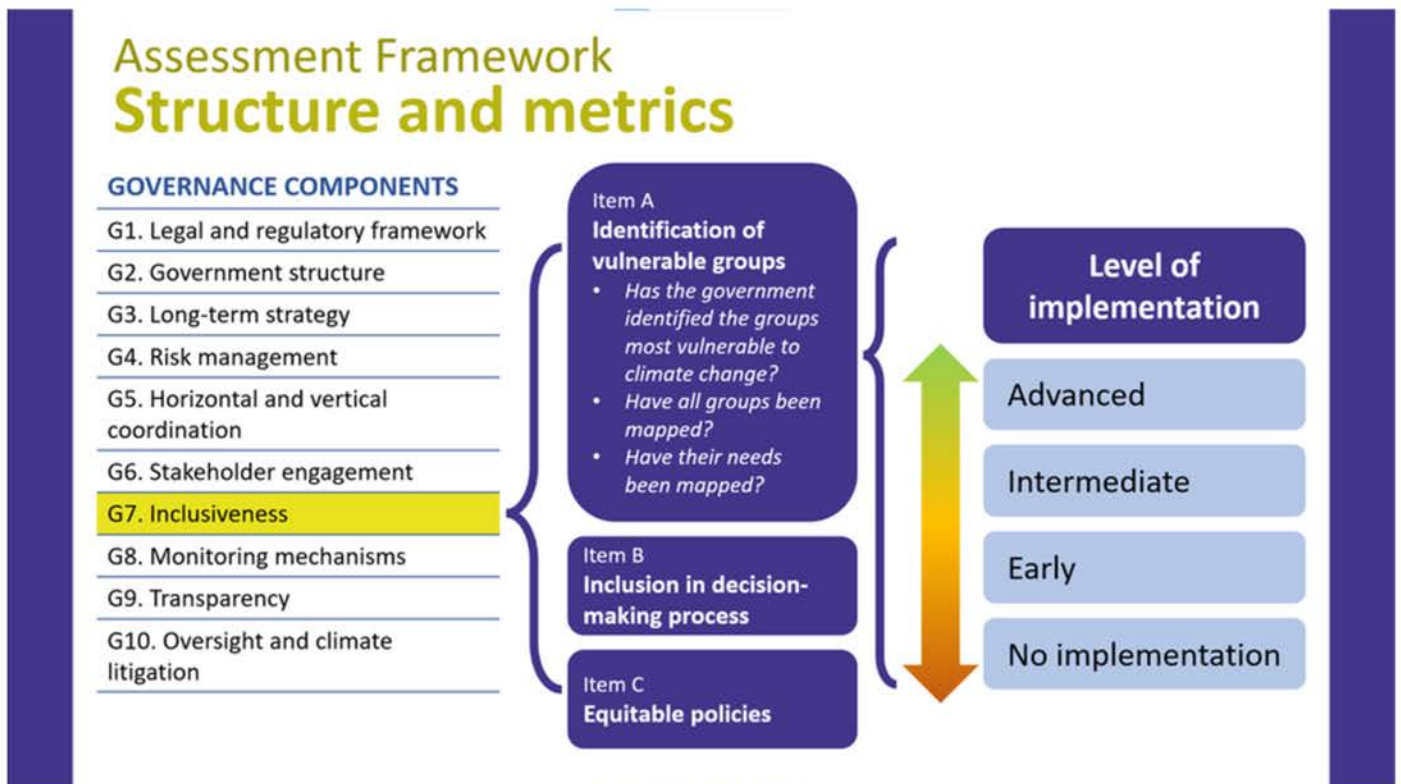 Assessment Framework
Structure and metrics
GOVERNANCE COMPONENTS
G1. Legal and regulatory framework
G2. Government structure
G3. Long-term strategy
G4. Risk management
G5. Horizontal and vertical
coordination
G6. Stakeholder engagement
G7. Inclusiveness
G8. Monitoring mechanisms
G9. Transparency
G10. Oversight and climate
litigation
Item A
Identification of
vulnerable groups
• Has the government
identified the groups
most vulnerable to
climate change?
• Have all groups been
mapped?
• Have their needs
been mapped?
Item B
Inclusion in decision-
making process
Item C
Equitable policies
Level of
implementation
Advanced
Intermediate
Early
No implementation